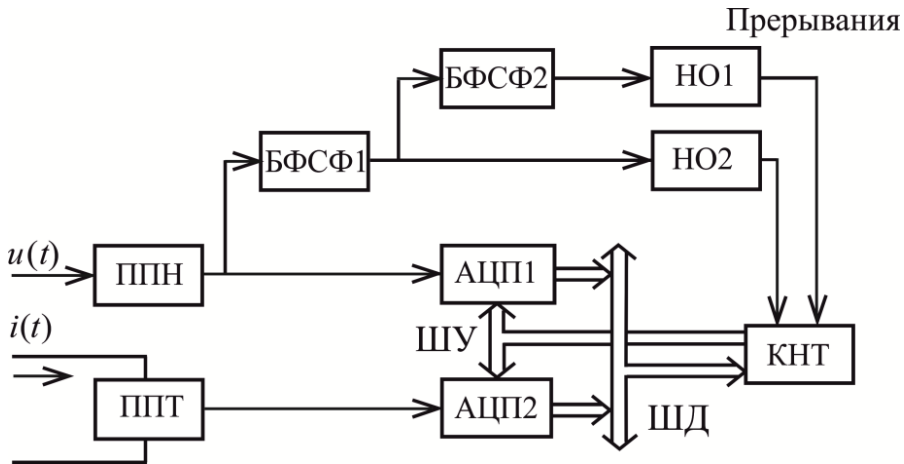 Прерывания
БФСФ2
НО1
БФСФ1
НО2
u(t)
ППН
АЦП1
i(t)
ШУ
КНТ
ППТ
АЦП2
ШД